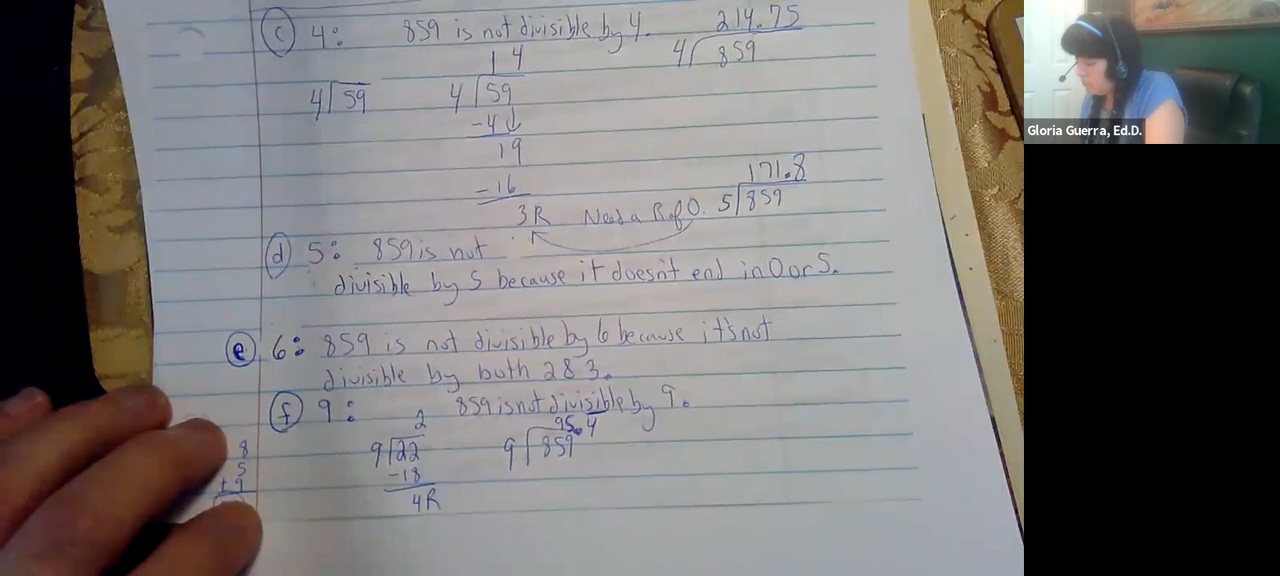 (c) 4: 859 is not divisible by 4. 214.75
4 859
14
4 59 4 59
-4↓
19
-16
3R Need a R of 0.
171.8
5 859
(d) 5: 859 is not
divisible by 5 because it doesn't end in 0 or 5.
(e) 6: 859 is not divisible by 6 because it's not
divisible by both 2 & 3.
(f) 9: 859 is not divisible by 9.
2
9 22
-18
4R
95.4
9 859
8
5
+9
Gloria Guerra, Ed.D.